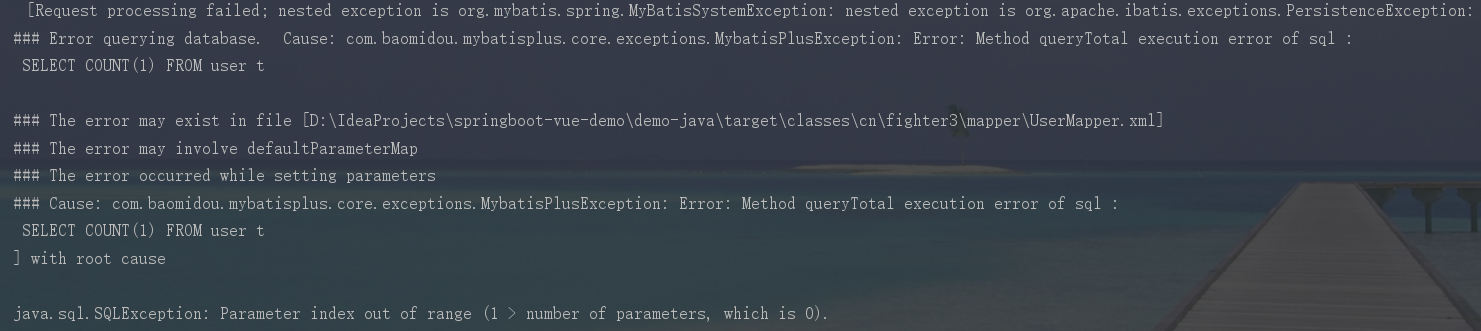 [Request processing failed; nested exception is org.mybatis.spring.MyBatisSystemException: nested exception is org.apache.ibatis.exceptions.PersistenceException:
### Error querying database.  Cause: com.baomidou.mybatisplus.core.exceptions.MybatisPlusException: Error: Method queryTotal execution error of sql :
SELECT COUNT(1) FROM user t
### The error may exist in file [D:\IdeaProjects\springboot-vue-demo\demo-java\target\classes\cn\fighter3\mapper\UserMapper.xml]
### The error may involve defaultParameterMap
### The error occurred while setting parameters
### Cause: com.baomidou.mybatisplus.core.exceptions.MybatisPlusException: Error: Method queryTotal execution error of sql :
SELECT COUNT(1) FROM user t
] with root cause
java.sql.SQLException: Parameter index out of range (1 > number of parameters, which is 0).